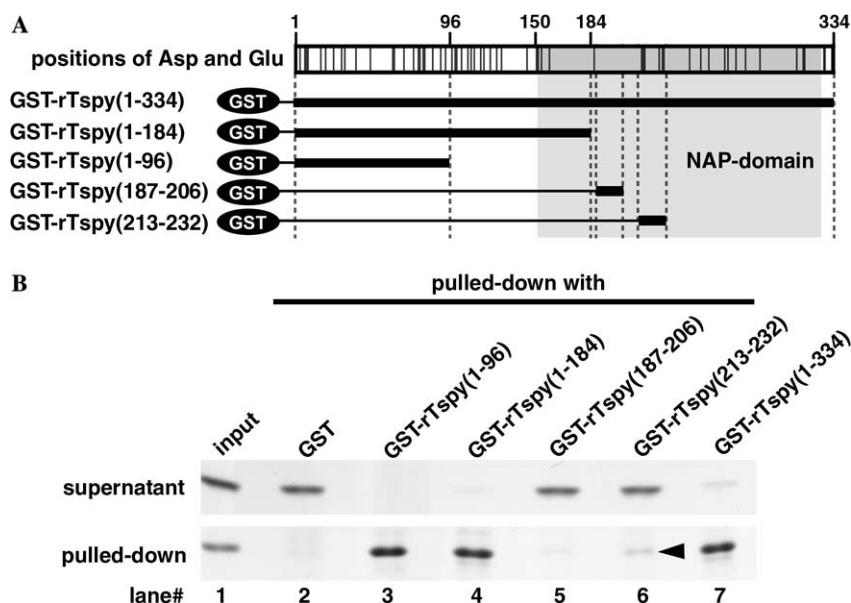 A
1 96 150 184 334
positions of Asp and Glu
GST-rTspy(1-334) GST
GST-rTspy(1-184) GST
GST-rTspy(1-96) GST NAP-domain
GST-rTspy(187-206) GST
GST-rTspy(213-232) GST
B
pulled-down with
input GST GST-rTspy(1-96) GST-rTspy(1-184) GST-rTspy(187-206) GST-rTspy(213-232) GST-rTspy(1-334)
supernatant
pulled-down
lane# 1 2 3 4 5 6 7